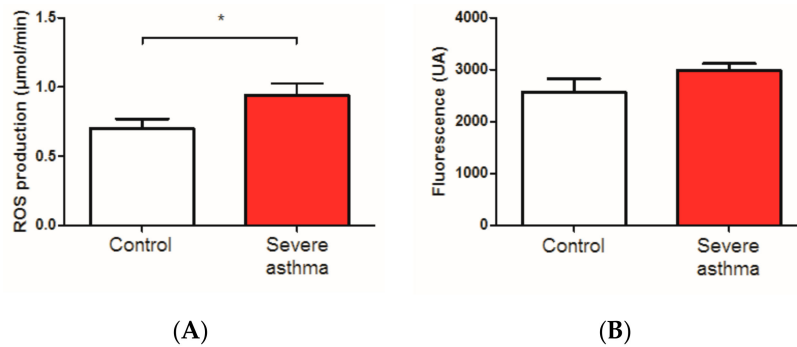 ROS production (µmol/min)
1.5
*
1.0
0.5
0.0
Control
Severe
asthma
(A)
Fluorescence (UA)
4000
3000
2000
1000
0
Control
Severe
asthma
(B)